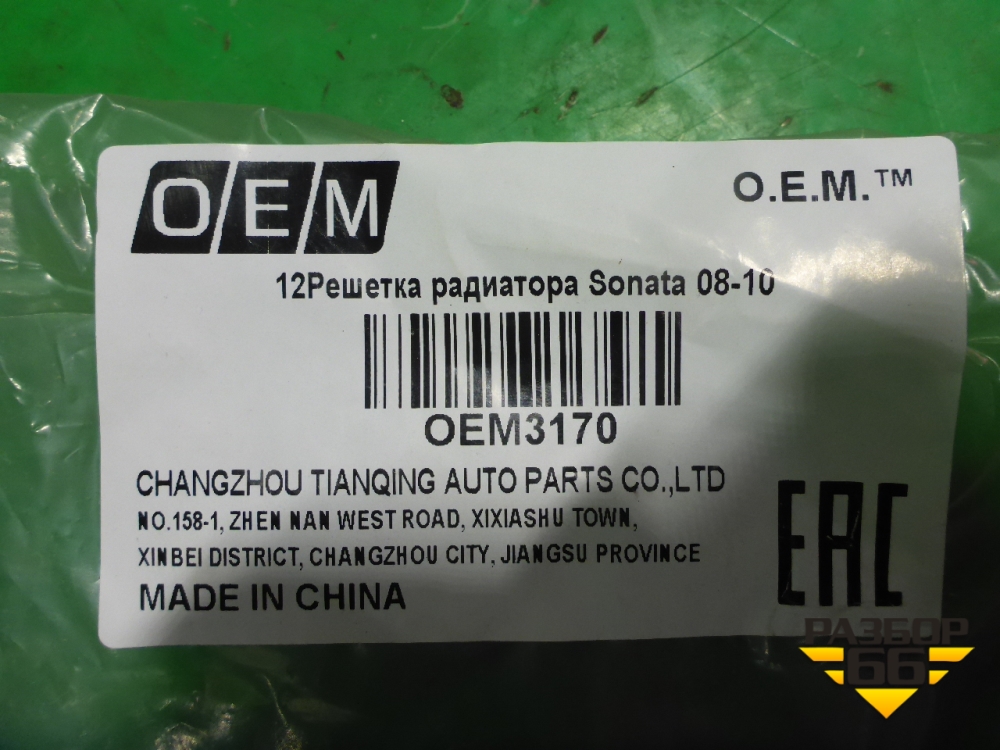 OEM
O.E.M.™
12Решетка радиатора Sonata 08-10
OEM3170
CHANGZHOU TIANQING AUTO PARTS CO.,LTD
NO.158-1, ZHEN NAN WEST ROAD, XIXIASHU TOWN,
XINBEI DISTRICT, CHANGZHOU CITY, JIANGSU PROVINCE
MADE IN CHINA
EAC
РАЗБОР
66